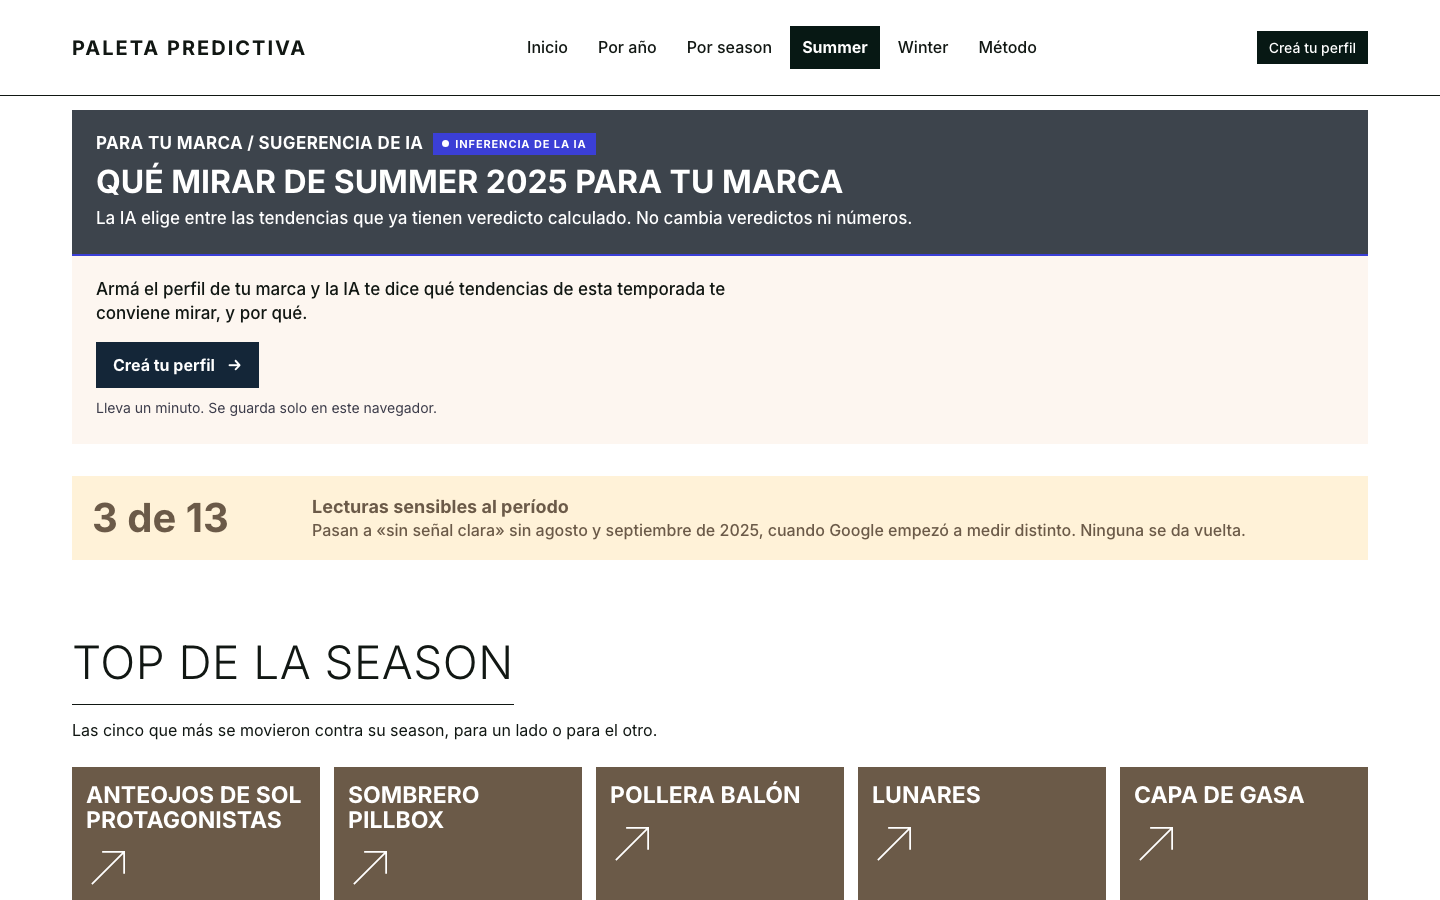 PALETA PREDICTIVA
Inicio
Por año
Por season
Summer
Winter
Método
Creá tu perfil
PARA TU MARCA / SUGERENCIA DE IA
INFERENCIA DE LA IA
QUÉ MIRAR DE SUMMER 2025 PARA TU MARCA
La IA elige entre las tendencias que ya tienen veredicto calculado. No cambia veredictos ni números.
Armá el perfil de tu marca y la IA te dice qué tendencias de esta temporada te
conviene mirar, y por qué.
Creá tu perfil →
Lleva un minuto. Se guarda solo en este navegador.
3 de 13
Lecturas sensibles al período
Pasan a «sin señal clara» sin agosto y septiembre de 2025, cuando Google empezó a medir distinto. Ninguna se da vuelta.
TOP DE LA SEASON
Las cinco que más se movieron contra su season, para un lado o para el otro.
ANTEOJOS DE SOL
PROTAGONISTAS
SOMBRERO
PILLBOX
POLLERA BALÓN
LUNARES
CAPA DE GASA